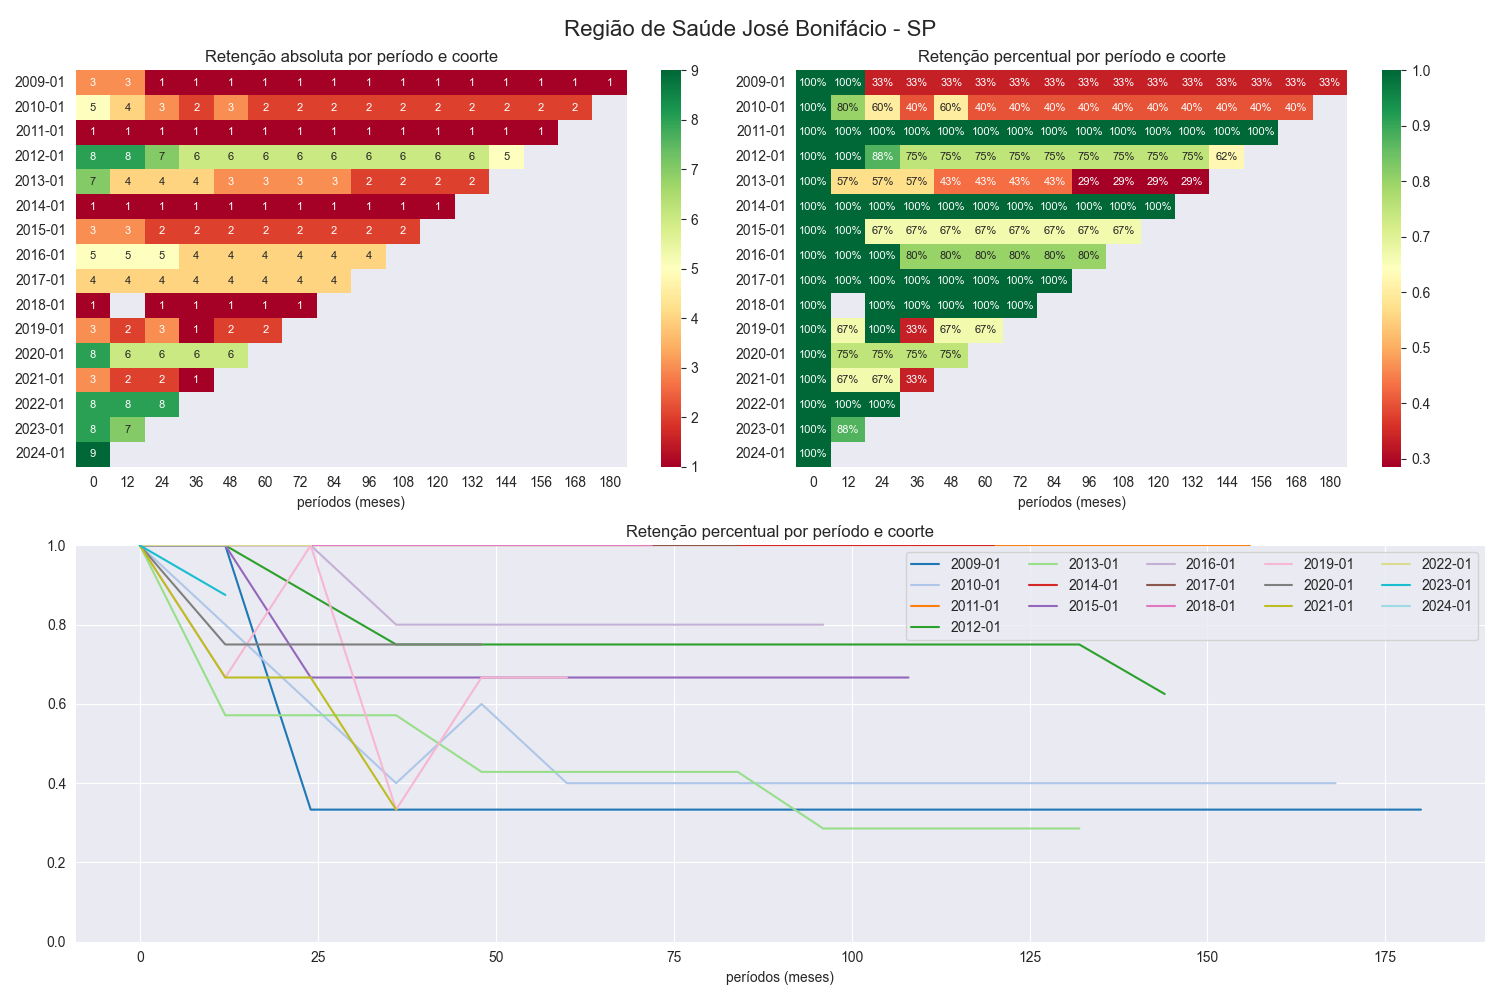 Região de Saúde José Bonifácio - SP
Retenção absoluta por período e coorte
2009-01 3 3 1 1 1 1 1 1 1 1 1 1 1 1 1 1
2010-01 5 4 3 2 3 2 2 2 2 2 2 2 2 2 2
2011-01 1 1 1 1 1 1 1 1 1 1 1 1 1 1
2012-01 8 8 7 6 6 6 6 6 6 6 6 6 5
2013-01 7 4 4 4 3 3 3 3 2 2 2 2
2014-01 1 1 1 1 1 1 1 1 1 1 1
2015-01 3 3 2 2 2 2 2 2 2 2
2016-01 5 5 5 4 4 4 4 4 4
2017-01 4 4 4 4 4 4 4 4
2018-01 1 1 1 1 1 1
2019-01 3 2 3 1 2 2
2020-01 8 6 6 6 6
2021-01 3 2 2 1
2022-01 8 8 8
2023-01 8 7
2024-01 9
0 12 24 36 48 60 72 84 96 108 120 132 144 156 168 180
períodos (meses)
9
8
7
6
5
4
3
2
1
Retenção percentual por período e coorte
2009-01 100% 100% 33% 33% 33% 33% 33% 33% 33% 33% 33% 33% 33% 33% 33% 33%
2010-01 100% 80% 60% 40% 60% 40% 40% 40% 40% 40% 40% 40% 40% 40% 40%
2011-01 100% 100% 100% 100% 100% 100% 100% 100% 100% 100% 100% 100% 100% 100%
2012-01 100% 100% 88% 75% 75% 75% 75% 75% 75% 75% 75% 75% 62%
2013-01 100% 57% 57% 57% 43% 43% 43% 43% 29% 29% 29% 29%
2014-01 100% 100% 100% 100% 100% 100% 100% 100% 100% 100% 100%
2015-01 100% 100% 67% 67% 67% 67% 67% 67% 67% 67%
2016-01 100% 100% 100% 80% 80% 80% 80% 80% 80%
2017-01 100% 100% 100% 100% 100% 100% 100% 100%
2018-01 100% 100% 100% 100% 100% 100%
2019-01 100% 67% 100% 33% 67% 67%
2020-01 100% 75% 75% 75% 75%
2021-01 100% 67% 67% 33%
2022-01 100% 100% 100%
2023-01 100% 88%
2024-01 100%
0 12 24 36 48 60 72 84 96 108 120 132 144 156 168 180
períodos (meses)
1.0
0.9
0.8
0.7
0.6
0.5
0.4
0.3
Retenção percentual por período e coorte
1.0
0.8
0.6
0.4
0.2
0.0
2009-01 2013-01 2016-01 2019-01 2022-01
2010-01 2014-01 2017-01 2020-01 2023-01
2011-01 2015-01 2018-01 2021-01 2024-01
2012-01
0 25 50 75 100 125 150 175
períodos (meses)